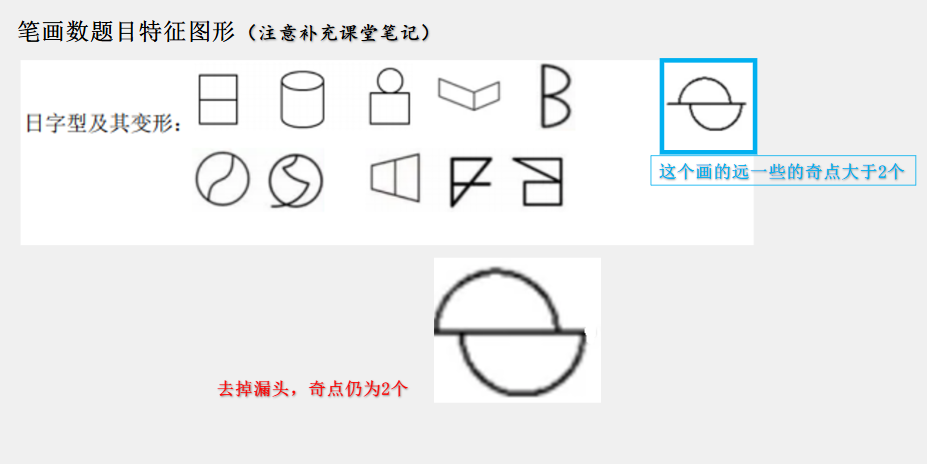 笔画数题目特征图形（注意补充课堂笔记）
日字型及其变形：
这个画的远一些的奇点大于2个
去掉漏头，奇点仍为2个